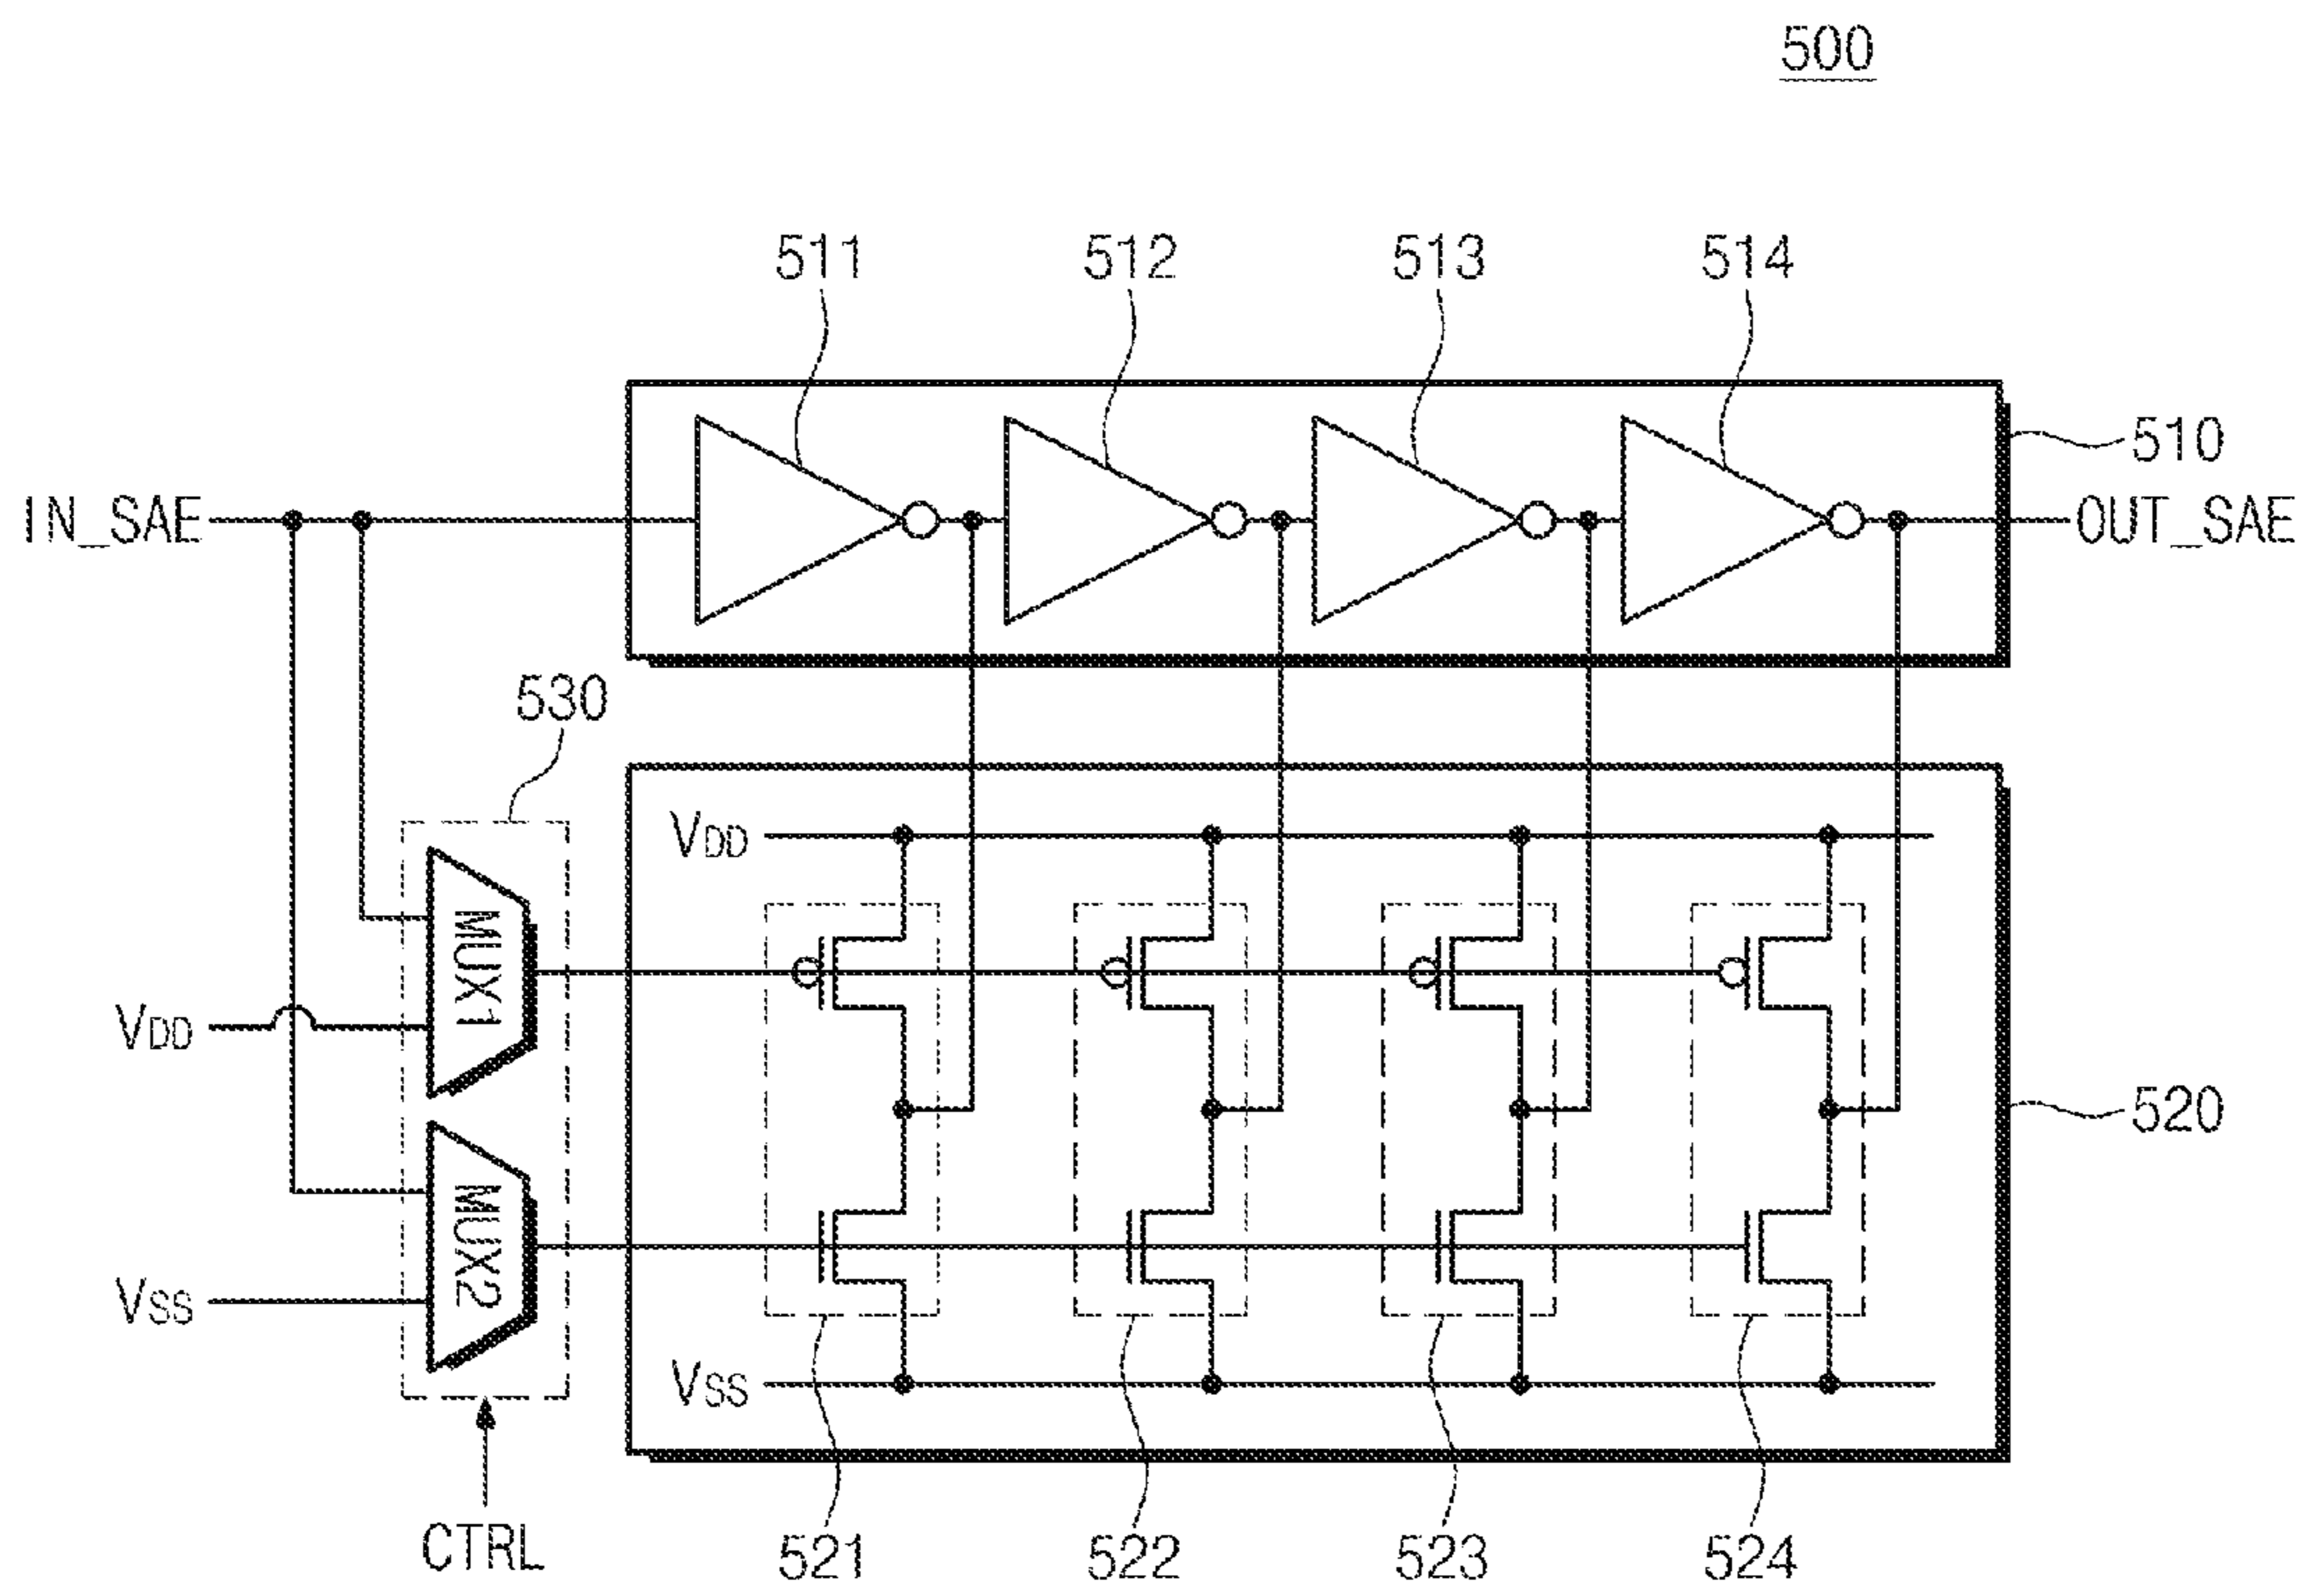 500
511 512 513 514
510
IN_SAE OUT_SAE
530
VDD
MUX1
VDD
520
MUX2
VSS
VSS
CTRL 521 522 523 524